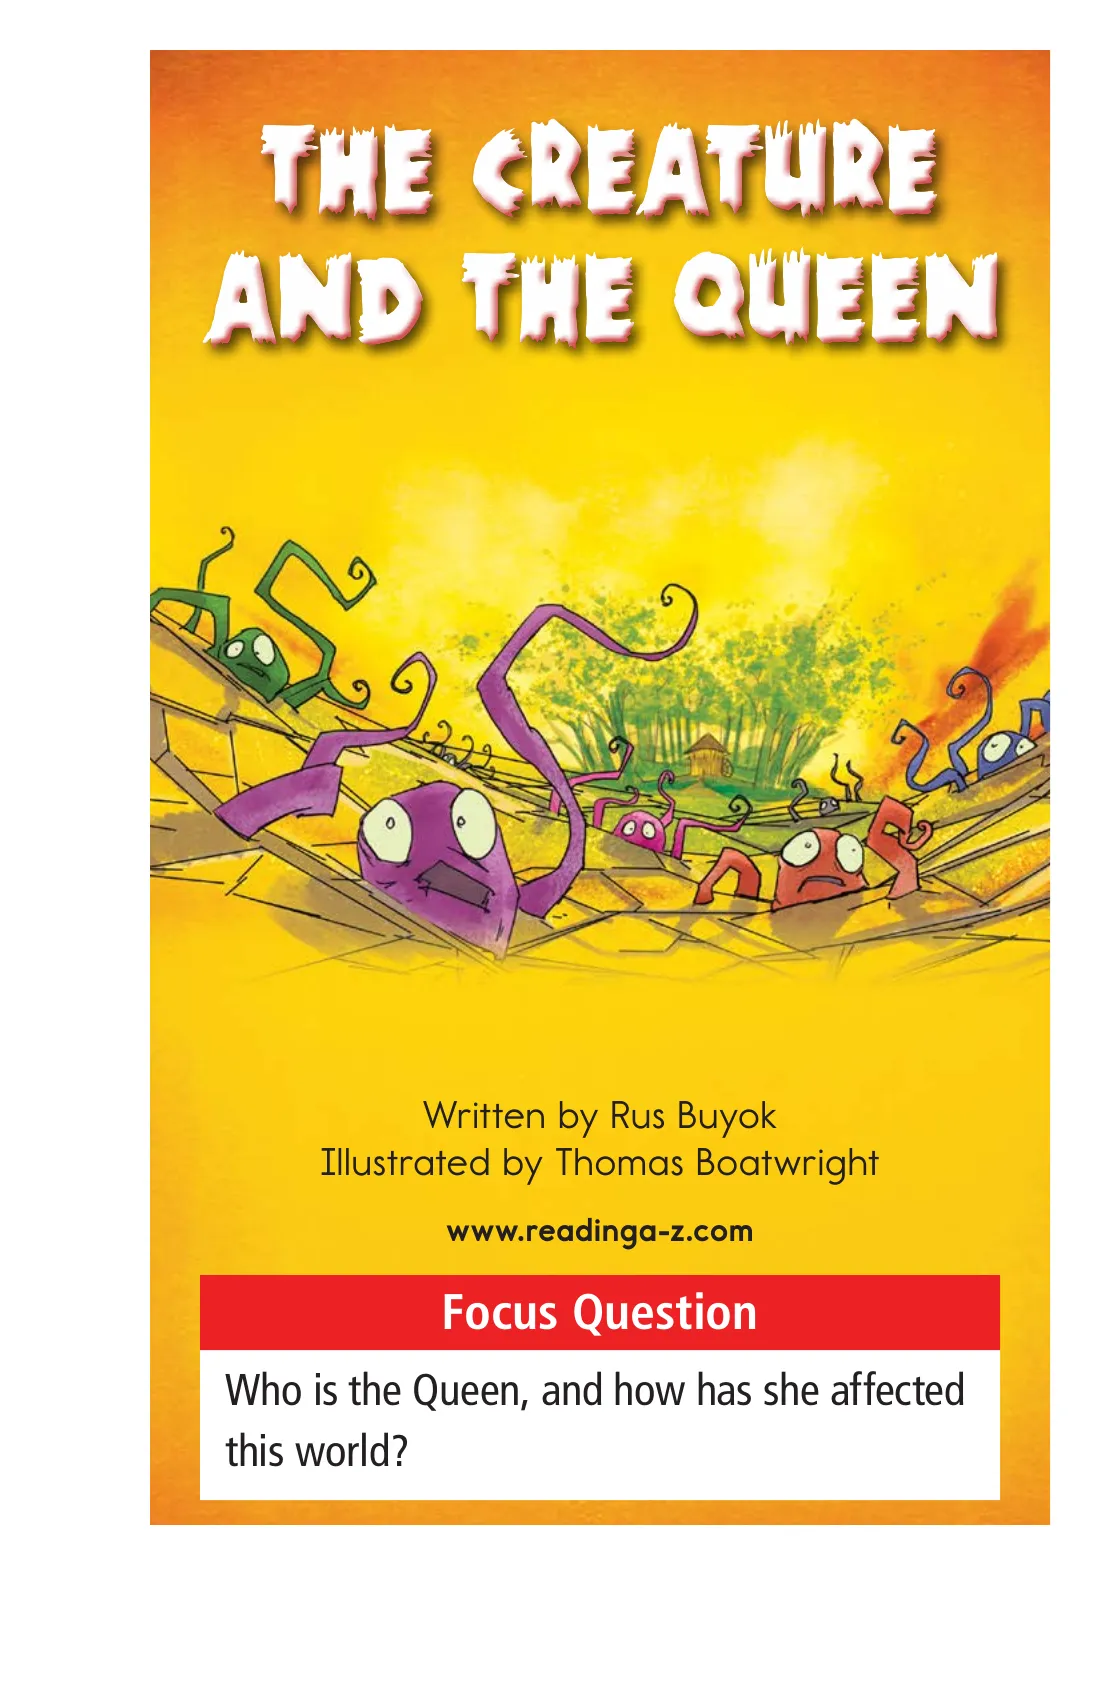 THE CREATURE
AND THE QUEEN
Written by Rus Buyok
Illustrated by Thomas Boatwright
www.readinga-z.com
Focus Question
Who is the Queen, and how has she affected
this world?